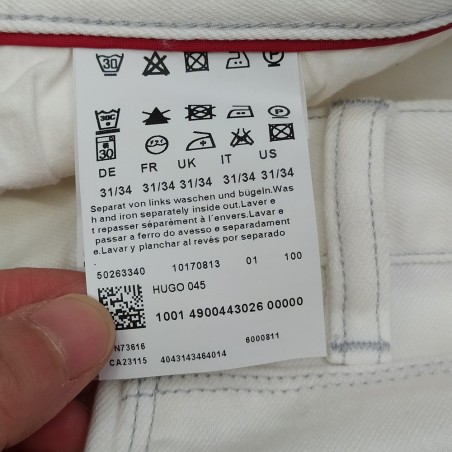 30
P
30C
P
30
DE FR UK IT US
31/34 31/34 31/34 31/34 31/34
Separat von links waschen und bügeln.Was
h and iron separately inside out.Lavar e
t repasser séparément à l'envers.Lavar e
passar a ferro do avesso e separadament
e.Lavar y planchar al revés por separado
50263340 10170813 01 100
HUGO 045
1001 4900443026 00000
N73616 6000811
CA23115 4043143464014